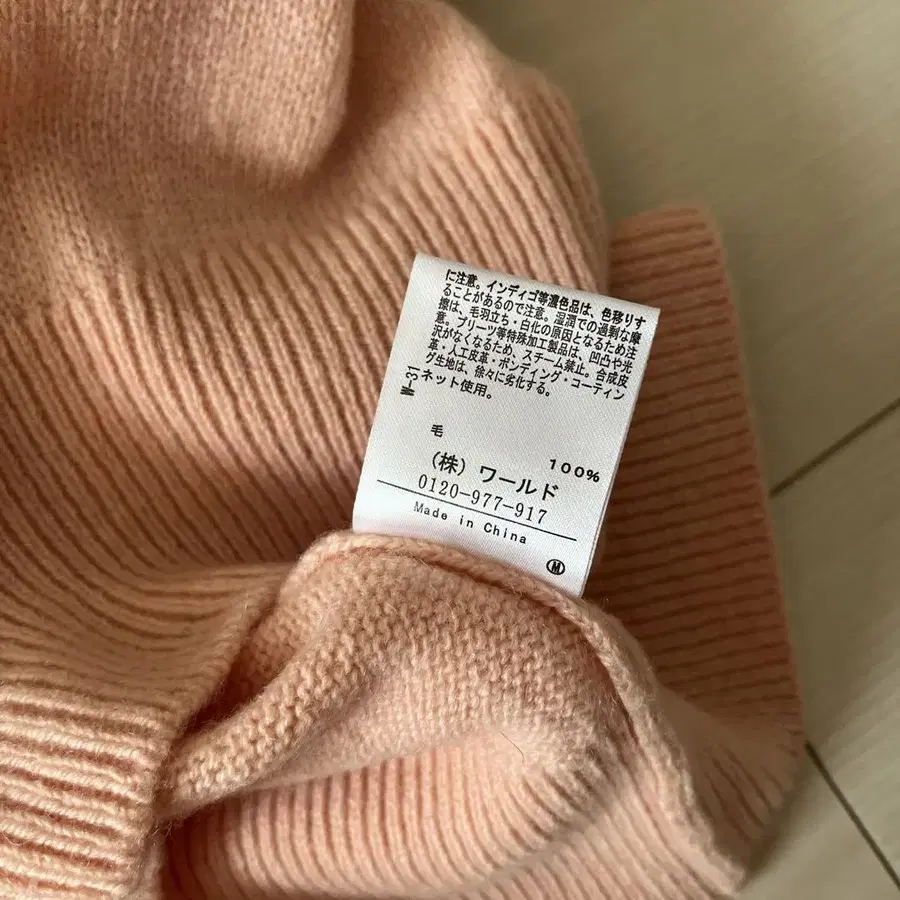 に注意。インディゴ等濃色品は、色移りす
ることがあるので注意。湿潤での過剰な摩
擦は、毛羽立ち・白化の原因となるため注
意。プリーツ等特殊加工製品は、凹凸や光
沢がなくなるため、スチーム禁止。合成皮
革・人工皮革・ボンディング・コーティン
グ生地は、徐々に劣化する。
ネット使用。
W-31
毛
100%
(株) ワールド
0120-977-917
Made in China
M